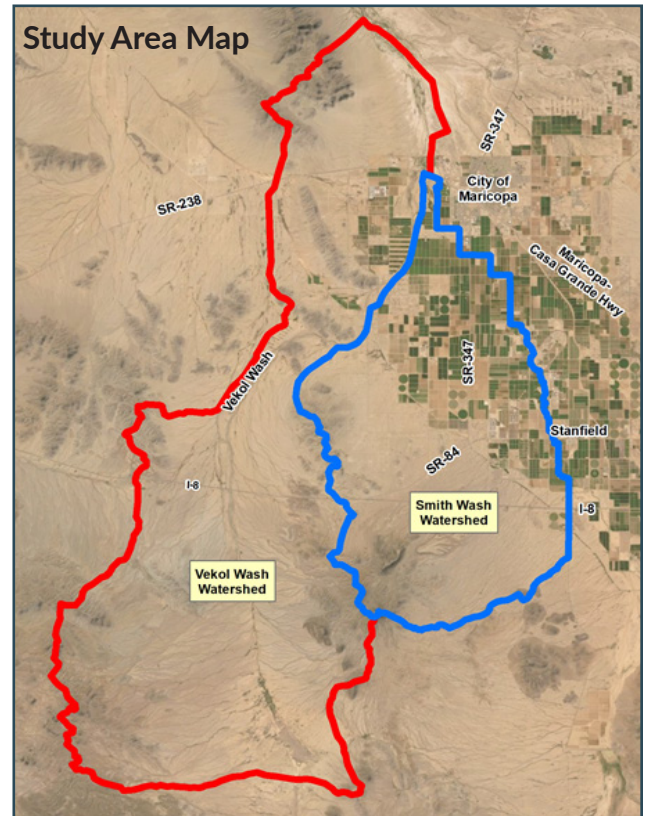 Study Area Map
SR-347
City of
Maricopa
SR-238
Maricopa-
Casa Grande Hwy
SR-347
Vekol Wash
Stanfield
SR-84
I-8
Smith Wash
Watershed
I-8
Vekol Wash
Watershed